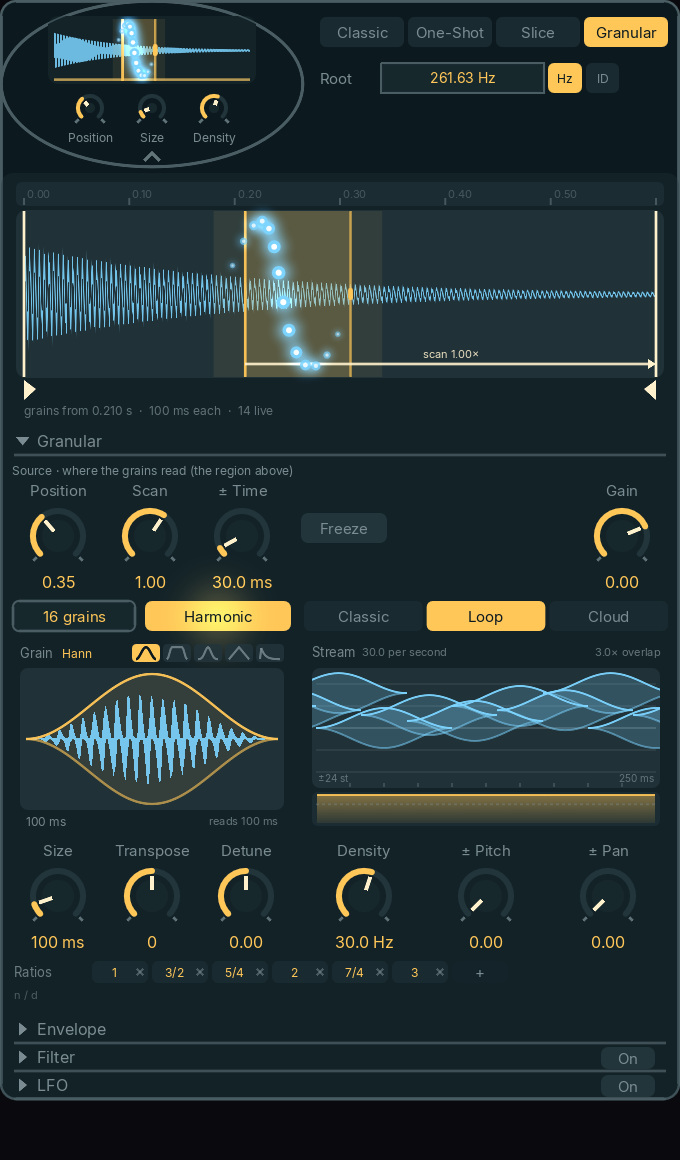 Classic One-Shot Slice Granular
Root 261.63 Hz Hz ID
Position Size Density
0.00 0.10 0.20 0.30 0.40 0.50
scan 1.00×
grains from 0.210 s · 100 ms each · 14 live
Granular
Source · where the grains read (the region above)
Position Scan ± Time Gain
Freeze
0.35 1.00 30.0 ms 0.00
16 grains Harmonic Classic Loop Cloud
Grain Hann Stream 30.0 per second 3.0× overlap
±24 st 250 ms
100 ms reads 100 ms
Size Transpose Detune Density ± Pitch ± Pan
100 ms 0 0.00 30.0 Hz 0.00 0.00
Ratios 1 × 3/2 × 5/4 × 2 × 7/4 × 3 × +
n / d
Envelope
Filter On
LFO On